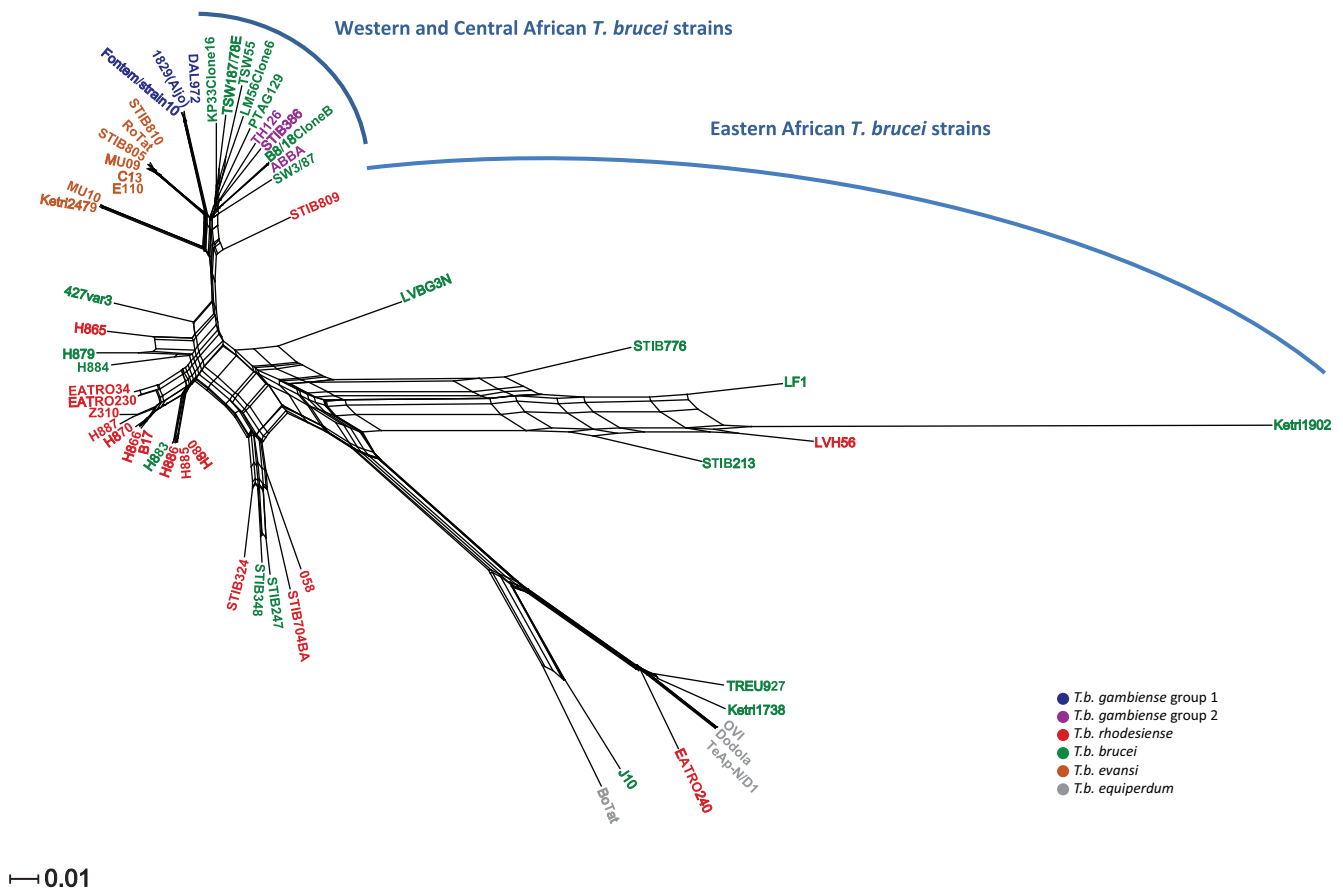 Western and Central African T. brucei strains
Eastern African T. brucei strains
Fontem/strain10
1829(Aljo)
DAL972
KP33Clone16
TSW187/78E
TSW55
LM56Clone6
PTAG129
TH126
STIB386
B8/18CloneB
ABBA
SW3/87
STIB810
RoTat
STIB805
MU09
C13
E110
MU10
Ketri2479
STIB809
427var3
LVBG3N
H865
H879
H884
STIB776
LF1
EATRO34
EATRO230
Z310
H887
H870
H866
B17
H883
H886
H885
H880
Ketri1902
LVH56
STIB213
STIB324
STIB348
STIB247
STIB704BA
058
TREU927
Ketri1738
OVI
Dodola
TeAp-N/D1
EATRO240
J10
BoTat
T.b. gambiense group 1
T.b. gambiense group 2
T.b. rhodesiense
T.b. brucei
T.b. evansi
T.b. equiperdum
0.01